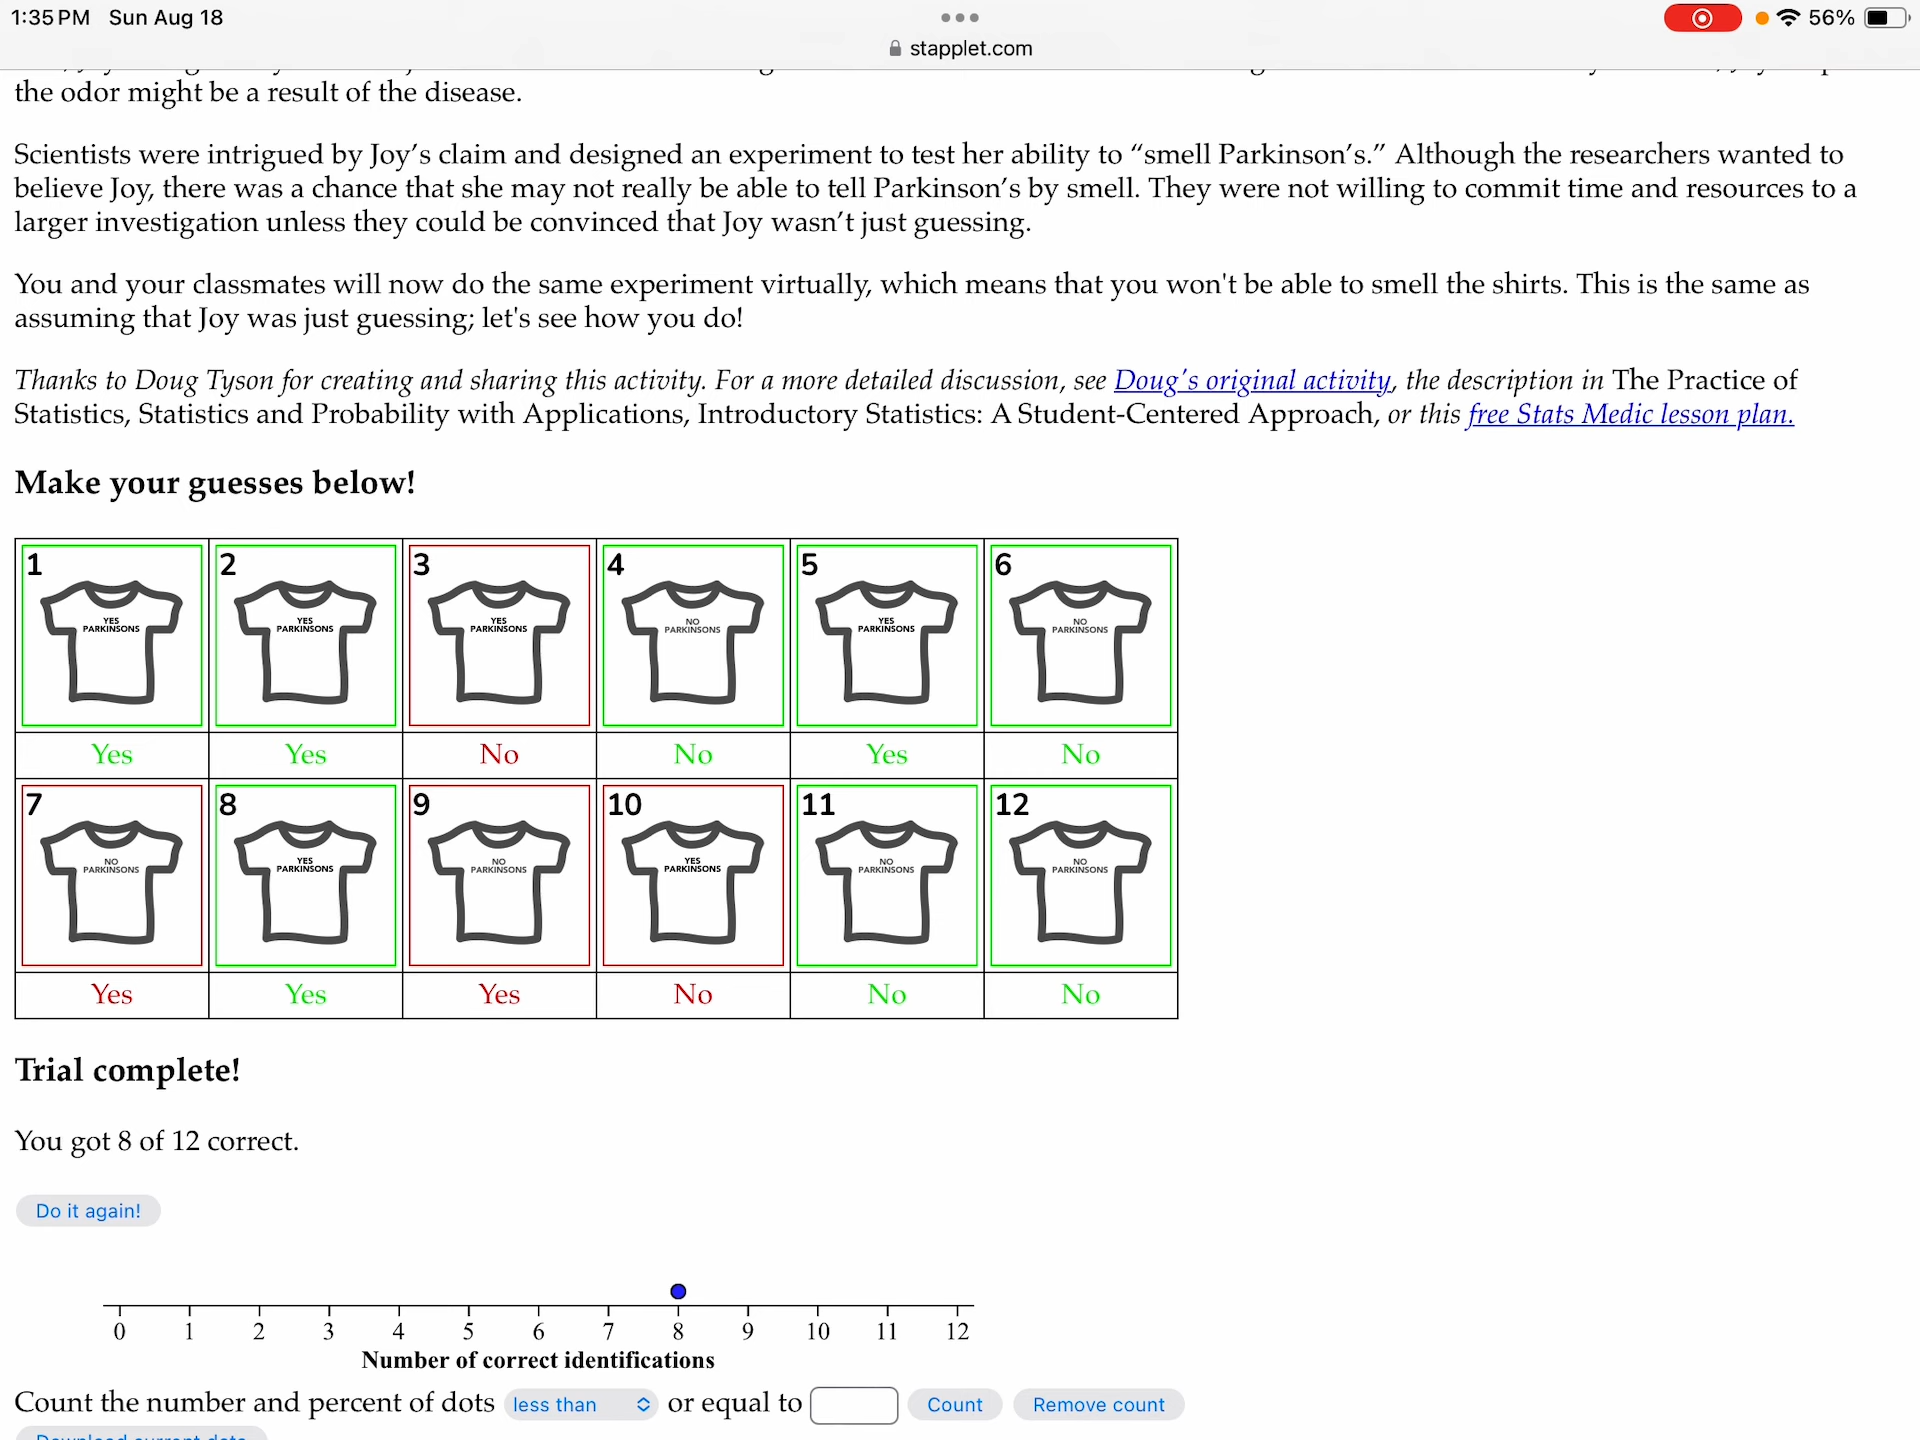 1:35 PM Sun Aug 18
56%
stapplet.com
the odor might be a result of the disease.
Scientists were intrigued by Joy’s claim and designed an experiment to test her ability to “smell Parkinson’s.” Although the researchers wanted to
believe Joy, there was a chance that she may not really be able to tell Parkinson’s by smell. They were not willing to commit time and resources to a
larger investigation unless they could be convinced that Joy wasn’t just guessing.
You and your classmates will now do the same experiment virtually, which means that you won't be able to smell the shirts. This is the same as
assuming that Joy was just guessing; let's see how you do!
Thanks to Doug Tyson for creating and sharing this activity. For a more detailed discussion, see Doug's original activity, the description in The Practice of
Statistics, Statistics and Probability with Applications, Introductory Statistics: A Student-Centered Approach, or this free Stats Medic lesson plan.
Make your guesses below!
1 2 3 4 5 6
YES YES YES NO YES NO
PARKINSONS PARKINSONS PARKINSONS PARKINSONS PARKINSONS PARKINSONS
Yes Yes No No Yes No
7 8 9 10 11 12
NO YES NO YES NO NO
PARKINSONS PARKINSONS PARKINSONS PARKINSONS PARKINSONS PARKINSONS
Yes Yes Yes No No No
Trial complete!
You got 8 of 12 correct.
Do it again!
0 1 2 3 4 5 6 7 8 9 10 11 12
Number of correct identifications
Count the number and percent of dots less than or equal to Count Remove count